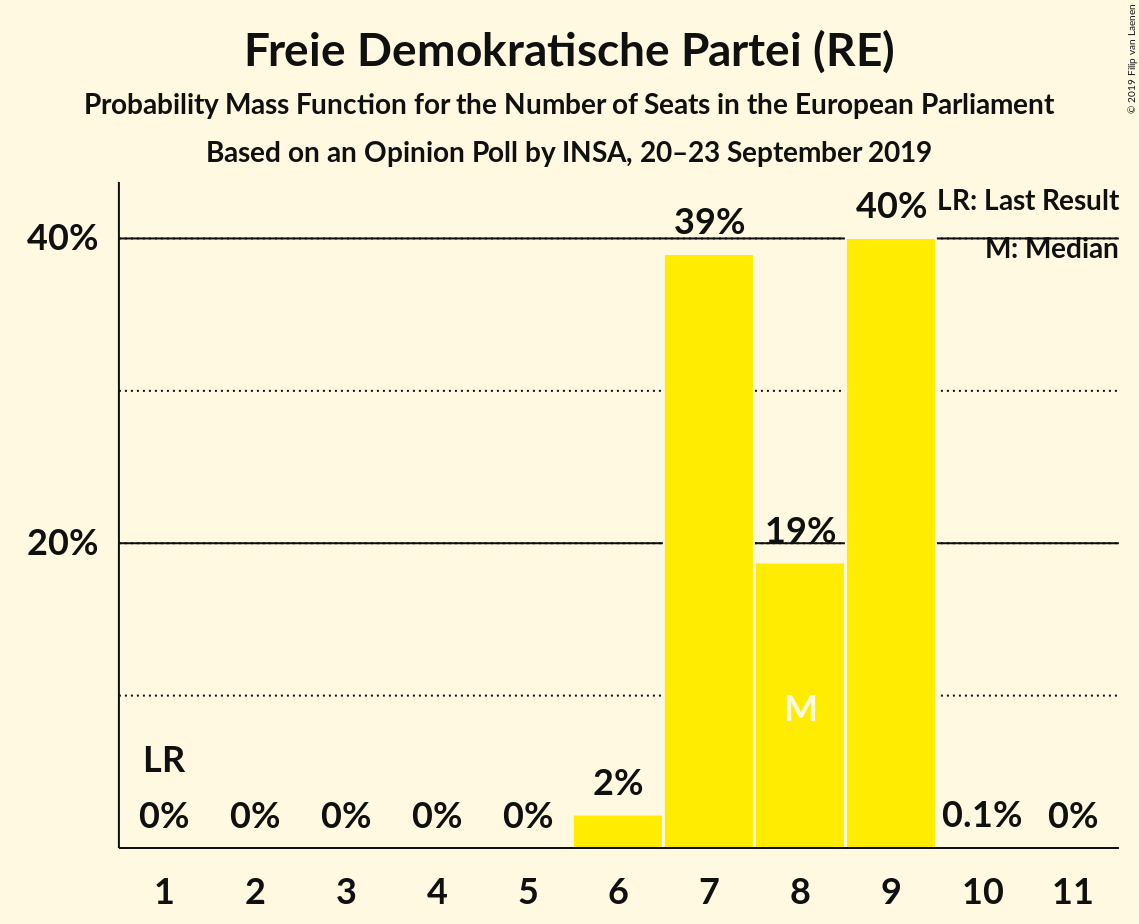 Freie Demokratische Partei (RE)
Probability Mass Function for the Number of Seats in the European Parliament
Based on an Opinion Poll by INSA, 20–23 September 2019
© 2019 Filip van Laenen
LR: Last Result
M: Median
40%
20%
39%
40%
19%
M
LR
0%
0%
0%
0%
0%
2%
0.1%
0%
1 2 3 4 5 6 7 8 9 10 11